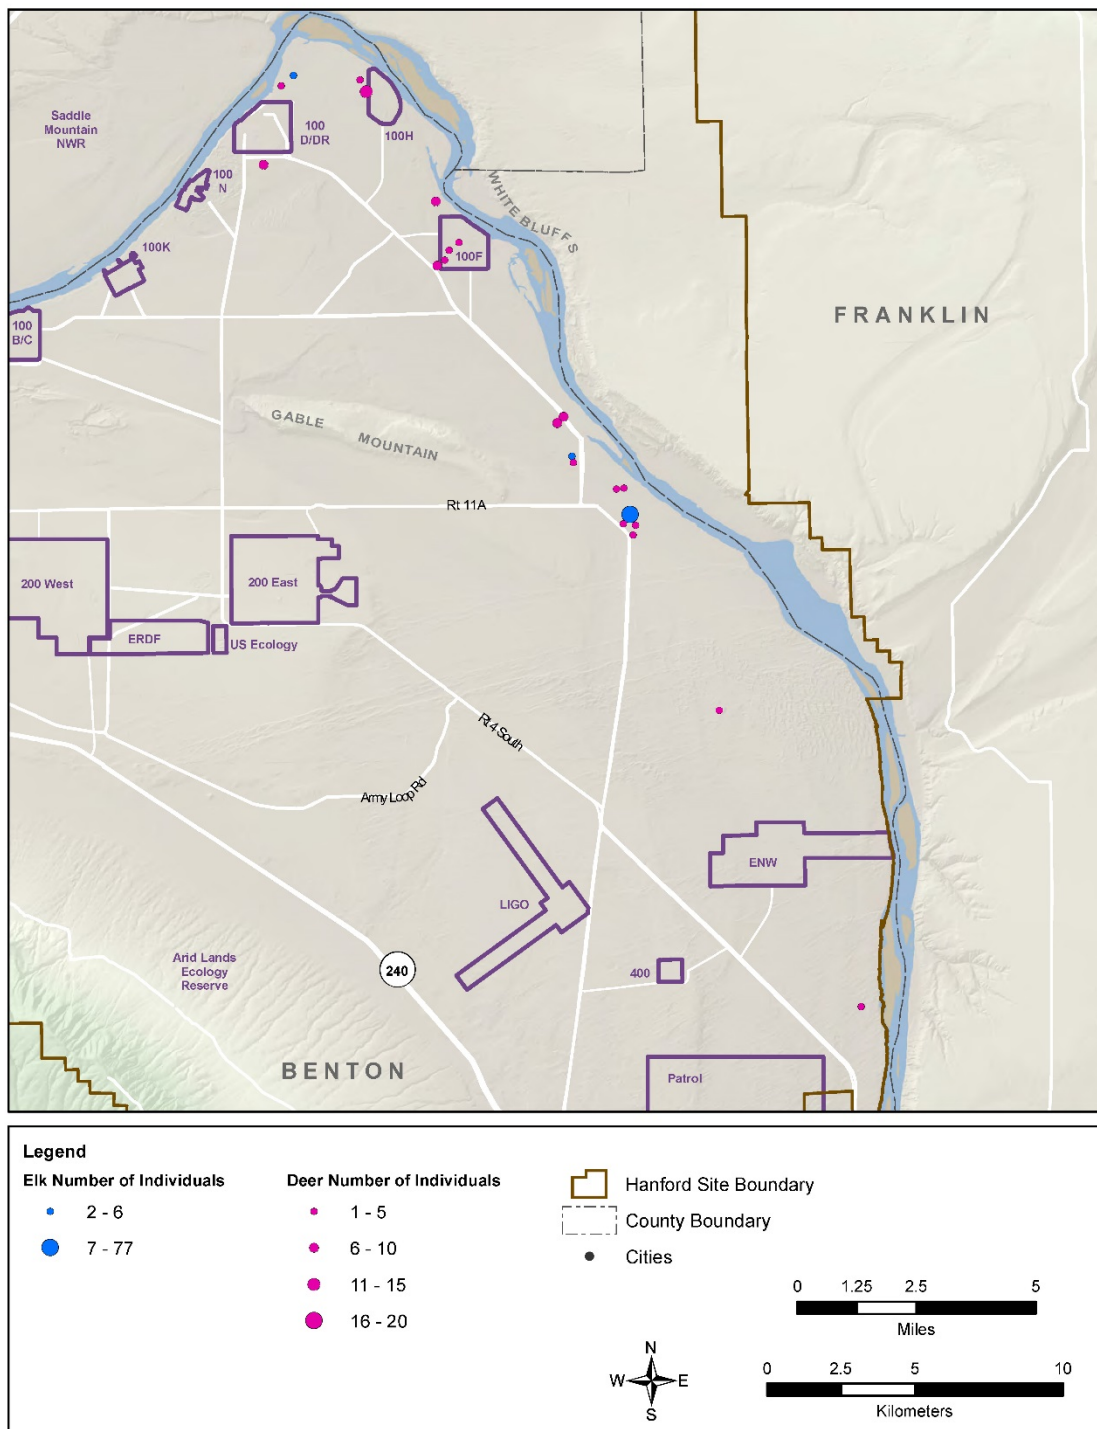 Saddle
Mountain
NWR
100
D/DR
100H
100
N
WHITE BLUFFS
100K
100F
100
B/C
FRANKLIN
GABLE MOUNTAIN
Rt 11A
200 West
200 East
ERDF
US Ecology
Rt 4 South
Army Loop Rd
ENW
LIGO
Arid Lands
Ecology
Reserve
240
400
BENTON
Patrol
Legend
Elk Number of Individuals
2 - 6
7 - 77
Deer Number of Individuals
1 - 5
6 - 10
11 - 15
16 - 20
Hanford Site Boundary
County Boundary
Cities
0 1.25 2.5 5
Miles
N
W E
S
0 2.5 5 10
Kilometers